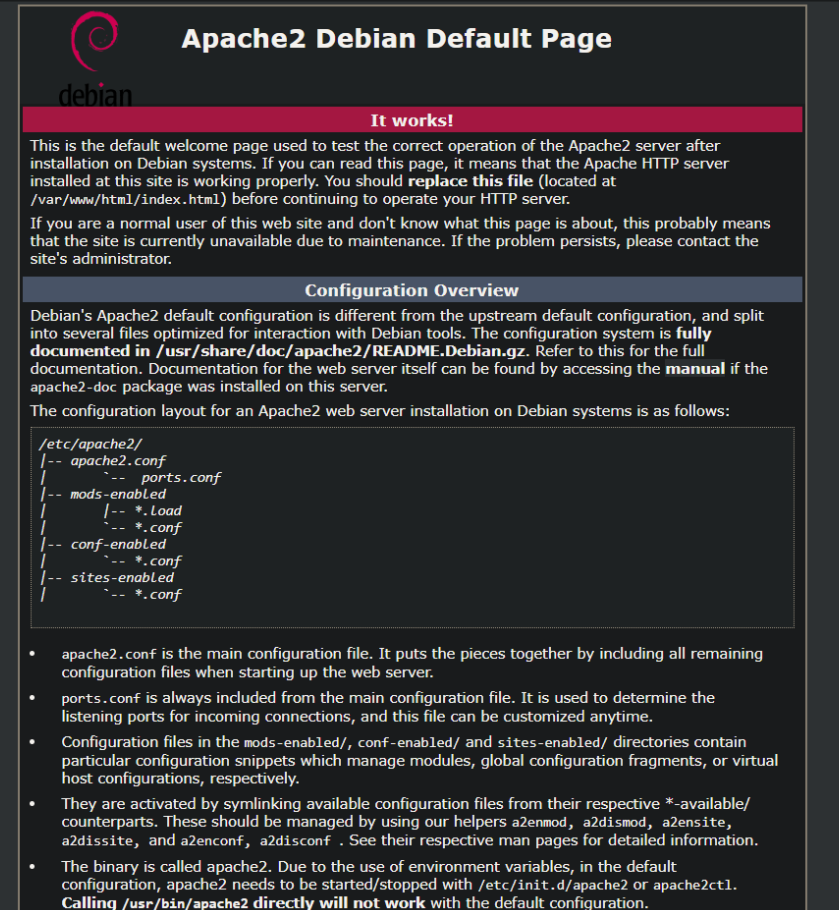 debian
Apache2 Debian Default Page
It works!
This is the default welcome page used to test the correct operation of the Apache2 server after
installation on Debian systems. If you can read this page, it means that the Apache HTTP server
installed at this site is working properly. You should replace this file (located at
/var/www/html/index.html) before continuing to operate your HTTP server.
If you are a normal user of this web site and don't know what this page is about, this probably means
that the site is currently unavailable due to maintenance. If the problem persists, please contact the
site's administrator.
Configuration Overview
Debian's Apache2 default configuration is different from the upstream default configuration, and split
into several files optimized for interaction with Debian tools. The configuration system is fully
documented in /usr/share/doc/apache2/README.Debian.gz. Refer to this for the full
documentation. Documentation for the web server itself can be found by accessing the manual if the
apache2-doc package was installed on this server.
The configuration layout for an Apache2 web server installation on Debian systems is as follows:
/etc/apache2/
|-- apache2.conf
|       `--  ports.conf
|-- mods-enabled
|       |-- *.load
|       `-- *.conf
|-- conf-enabled
|       `-- *.conf
|-- sites-enabled
|       `-- *.conf
• apache2.conf is the main configuration file. It puts the pieces together by including all remaining
configuration files when starting up the web server.
• ports.conf is always included from the main configuration file. It is used to determine the
listening ports for incoming connections, and this file can be customized anytime.
• Configuration files in the mods-enabled/, conf-enabled/ and sites-enabled/ directories contain
particular configuration snippets which manage modules, global configuration fragments, or virtual
host configurations, respectively.
• They are activated by symlinking available configuration files from their respective *-available/
counterparts. These should be managed by using our helpers a2enmod, a2dismod, a2ensite,
a2dissite, and a2enconf, a2disconf . See their respective man pages for detailed information.
• The binary is called apache2. Due to the use of environment variables, in the default
configuration, apache2 needs to be started/stopped with /etc/init.d/apache2 or apache2ctl.
Calling /usr/bin/apache2 directly will not work with the default configuration.